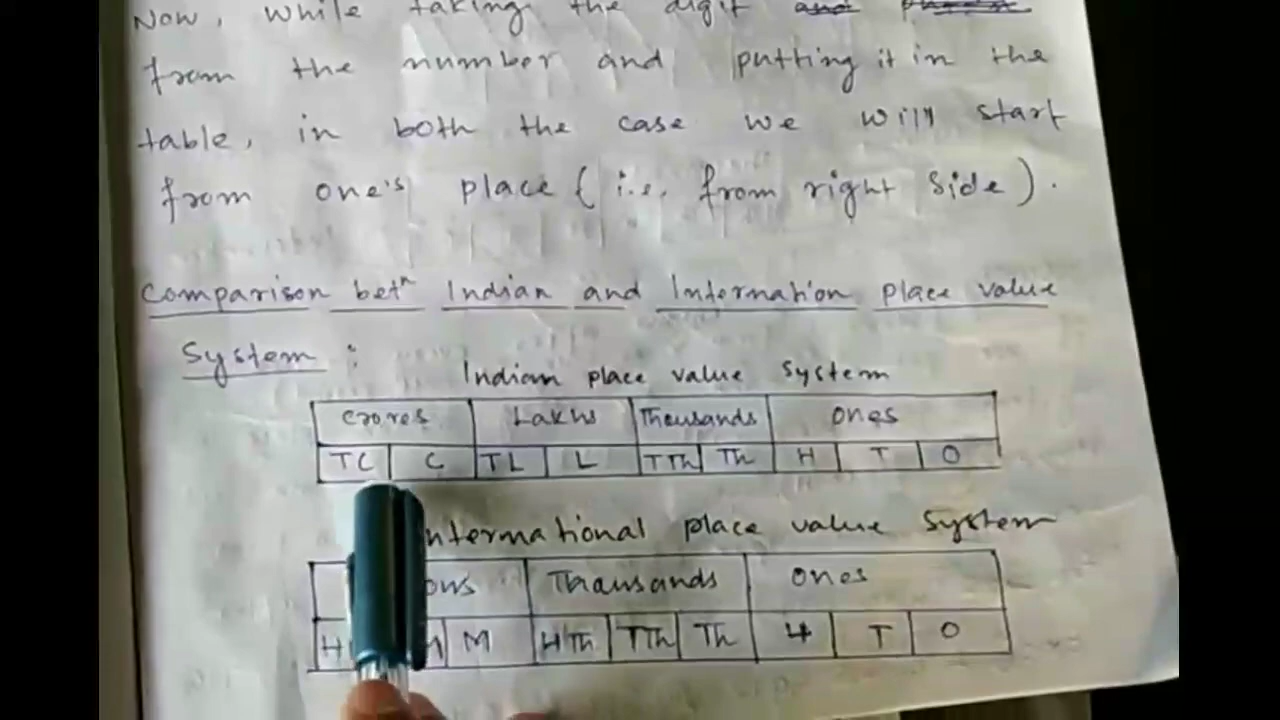 Now, while taking the digit
from the number and putting it in the
table, in both the case we will start
from one's place (i.e. from right side).
Comparison betn Indian and Internation place value
System :
Indian place value system
Crores Lakhs Thousands Ones
TC C TL L TTh Th H T O
nternational place value system
ons Thousands Ones
H M M HTh TTh Th H T O